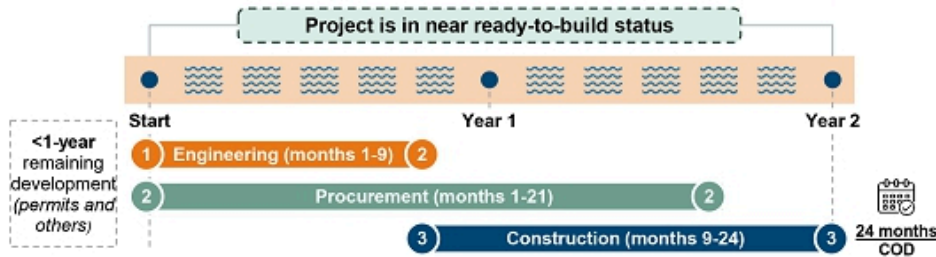 Project is in near ready-to-build status
Start
Year 1
Year 2
<1-year
remaining
development
(permits and
others)
1 Engineering (months 1-9) 2
2 Procurement (months 1-21) 2
3 Construction (months 9-24) 3
24 months
COD